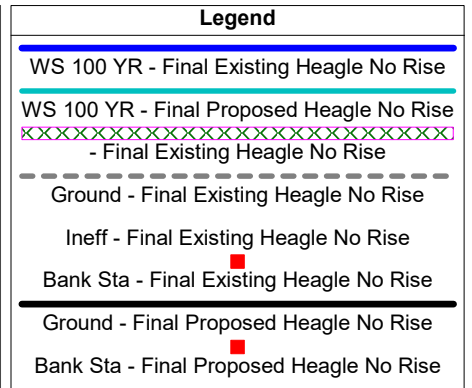 Legend
WS 100 YR - Final Existing Heagle No Rise
WS 100 YR - Final Proposed Heagle No Rise
- Final Existing Heagle No Rise
Ground - Final Existing Heagle No Rise
Ineff - Final Existing Heagle No Rise
Bank Sta - Final Existing Heagle No Rise
Ground - Final Proposed Heagle No Rise
Bank Sta - Final Proposed Heagle No Rise